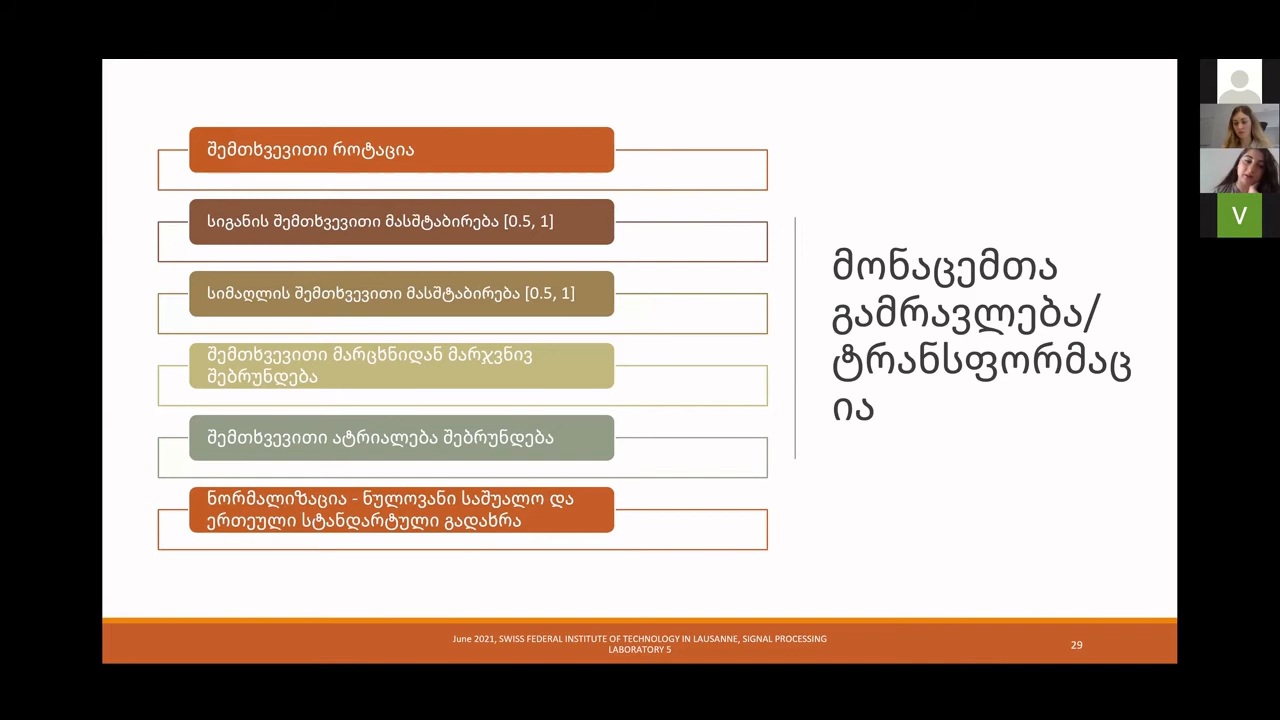 შემთხვევითი როტაცია
სიგანის შემთხვევითი მასშტაბირება [0.5, 1]
სიმაღლის შემთხვევითი მასშტაბირება [0.5, 1]
შემთხვევითი მარცხნიდან მარჯვნივ
შებრუნდება
შემთხვევითი ატრიალება შებრუნდება
ნორმალიზაცია - ნულოვანი საშუალო და
ერთეული სტანდარტული გადახრა
მონაცემთა
გამრავლება/
ტრანსფორმაც
ია
June 2021, SWISS FEDERAL INSTITUTE OF TECHNOLOGY IN LAUSANNE, SIGNAL PROCESSING
LABORATORY 5
29
V